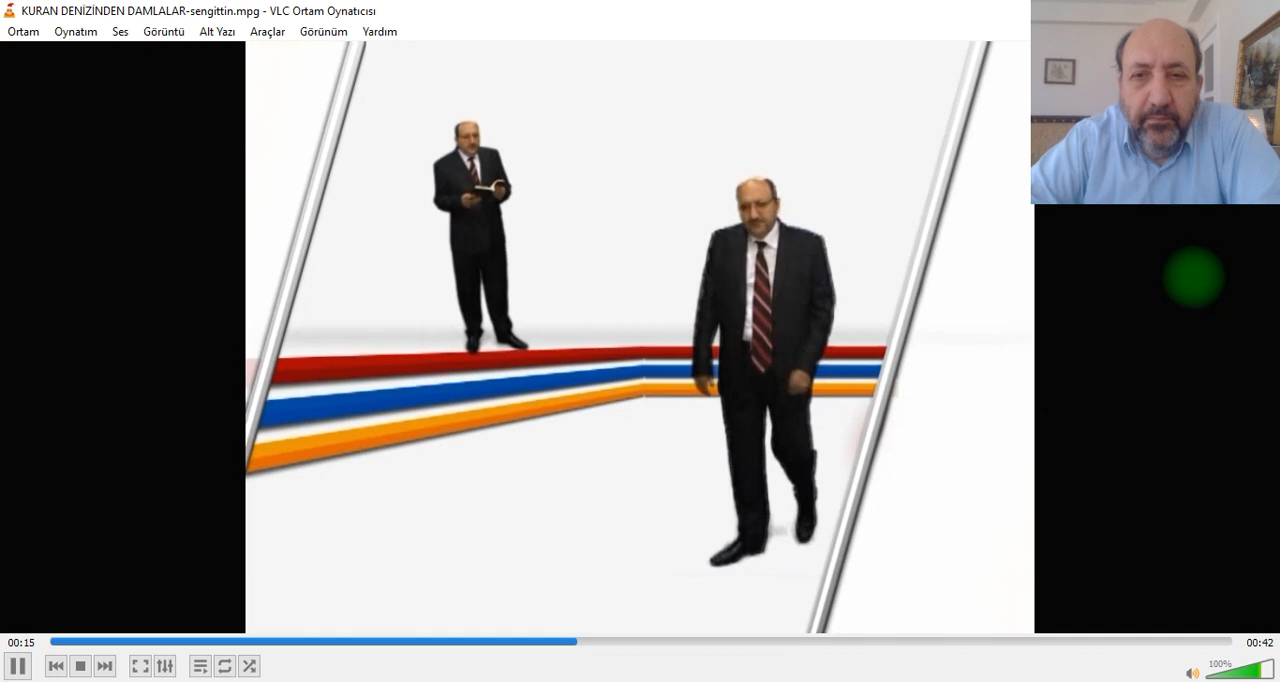 KURAN DENİZİNDEN DAMLALAR-sengittin.mpg - VLC Ortam Oynatıcısı
Ortam Oynatım Ses Görüntü Alt Yazı Araçlar Görünüm Yardım
00:15 00:42
100%